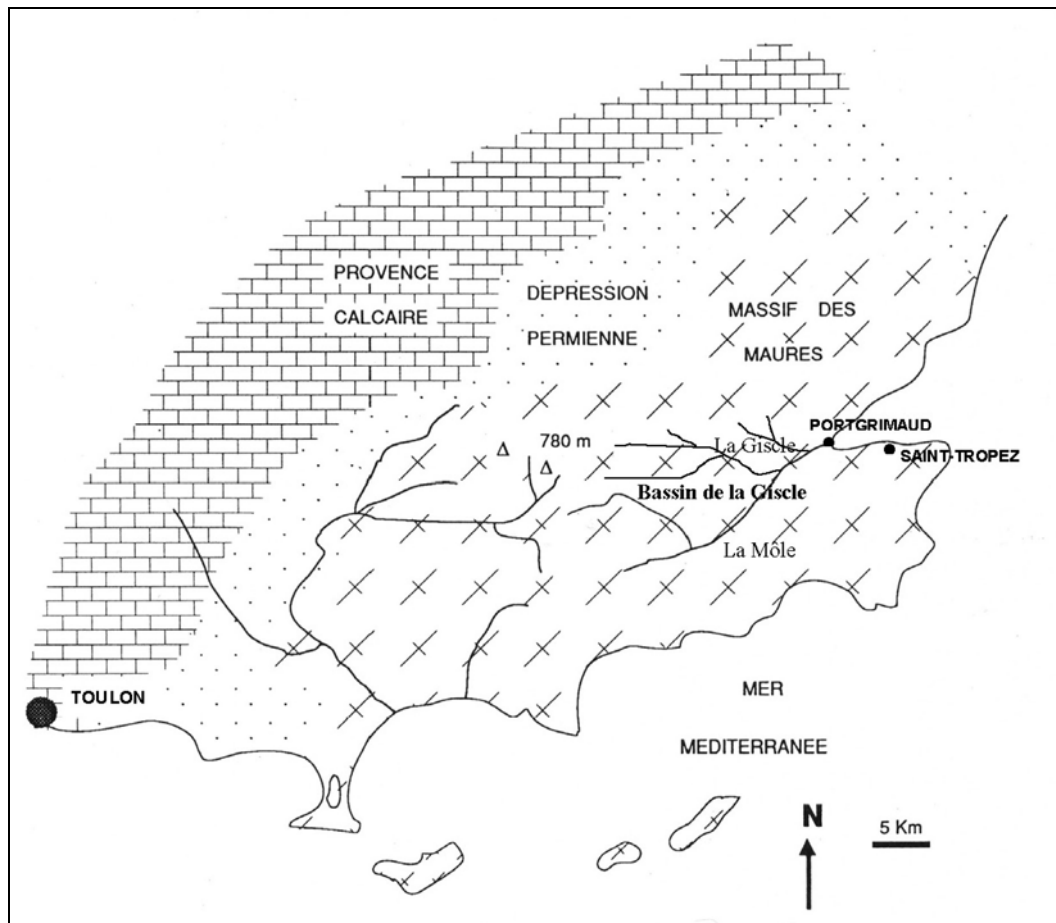 PROVENCE
CALCAIRE
DEPRESSION
PERMIENNE
MASSIF DES
MAURES
780 m
Δ
Δ
La Giscle
PORTGRIMAUD
SAINT-TROPEZ
Bassin de la Giscle
La Môle
TOULON
MER
MÉDITERRANEE
N
5 Km